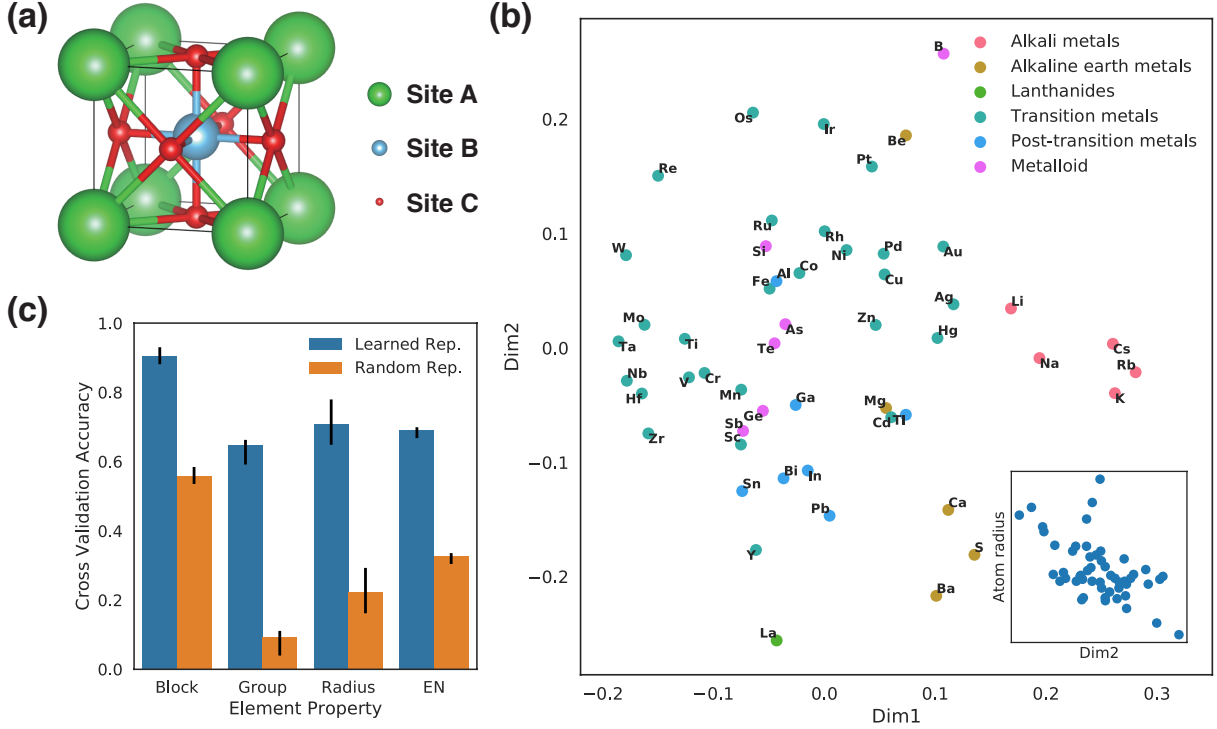 (a)
Site A
Site B
Site C
(b)
Dim2
0.2
0.1
0.0
−0.1
−0.2
−0.2
−0.1
0.0
0.1
0.2
0.3
Dim1
Alkali metals
Alkaline earth metals
Lanthanides
Transition metals
Post-transition metals
Metalloid
B
Os
Ir
Be
Pt
Re
Ru
Rh
Si
Ni
Pd
Au
W
Al
Co
Fe
Cu
Ag
Li
Mo
As
Zn
Hg
Ta
Ti
Te
Cs
Na
Rb
Nb
V
Cr
Hf
Mn
Ga
Mg
K
Ge
Cd
Tl
Sb
Sc
Zr
Sn
Bi
In
Pb
Ca
Y
S
Ba
La
Atom radius
Dim2
(c)
Cross Validation Accuracy
1.0
0.8
0.6
0.4
0.2
0.0
Learned Rep.
Random Rep.
Block
Group
Radius
EN
Element Property